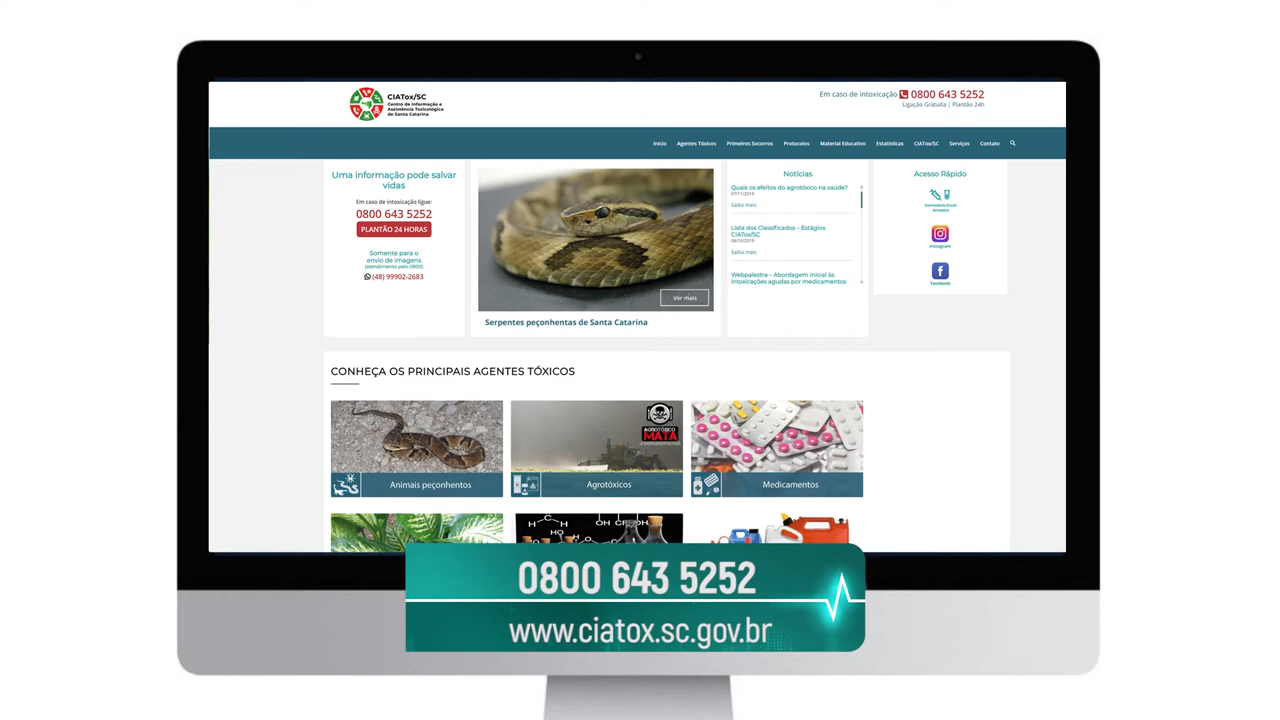 CIATox/SC
Centro de Informação e
Assistência Toxicológica
de Santa Catarina
Em caso de intoxicação 0800 643 5252
Ligação Gratuita | Plantão 24h
Início Agentes Tóxicos Primeiros Socorros Protocolos Material Educativo Estatísticas CIATox/SC Serviços Contato
Uma informação pode salvar
vidas
Em caso de intoxicação ligue:
0800 643 5252
PLANTÃO 24 HORAS
Somente para o
envio de imagens
(atendimento pelo 0800)
(48) 99902-2683
Ver mais
Serpentes peçonhentas de Santa Catarina
Notícias
Quais os efeitos do agrotóxico na saúde?
07/11/2019
Saiba mais
Lista dos Classificados – Estágios
CIATox/SC
08/10/2019
Saiba mais
Webpalestra – Abordagem inicial às
intoxicações agudas por medicamentos
Acesso Rápido
Formulário Envio
Amostra
Instagram
Facebook
CONHEÇA OS PRINCIPAIS AGENTES TÓXICOS
Animais peçonhentos
AGROTÓXICO
MATA
Agrotóxicos
Medicamentos
0800 643 5252
www.ciatox.sc.gov.br